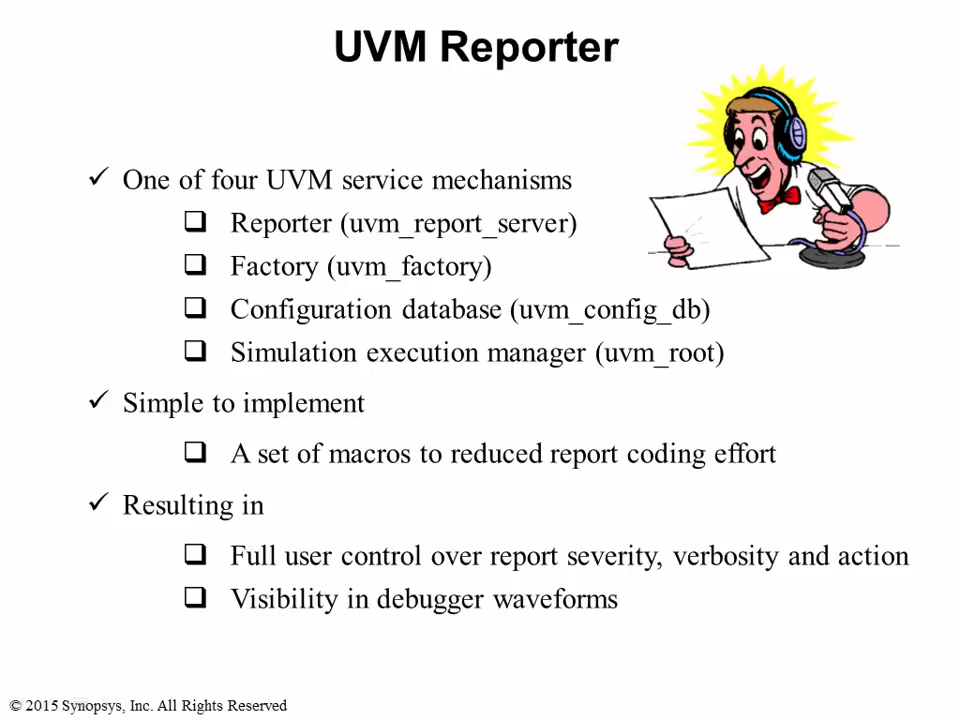 UVM Reporter
✓ One of four UVM service mechanisms
❑ Reporter (uvm_report_server)
❑ Factory (uvm_factory)
❑ Configuration database (uvm_config_db)
❑ Simulation execution manager (uvm_root)
✓ Simple to implement
❑ A set of macros to reduced report coding effort
✓ Resulting in
❑ Full user control over report severity, verbosity and action
❑ Visibility in debugger waveforms
© 2015 Synopsys, Inc. All Rights Reserved